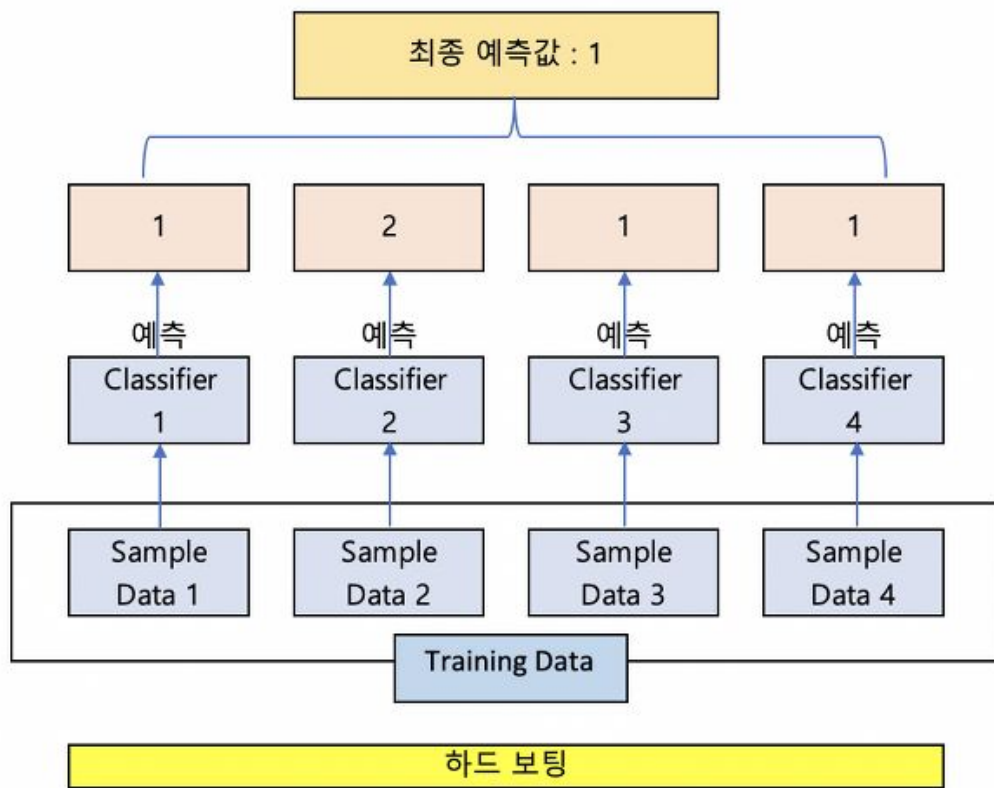 최종 예측값 : 1
1
2
1
1
예측
예측
예측
예측
Classifier
1
Classifier
2
Classifier
3
Classifier
4
Sample
Data 1
Sample
Data 2
Sample
Data 3
Sample
Data 4
Training Data
하드 보팅